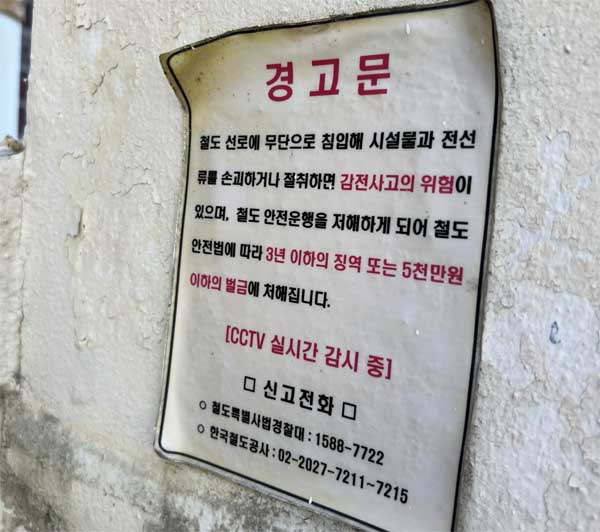 경고문
철도 선로에 무단으로 침입해 시설물과 전선
류를 손괴하거나 절취하면 감전사고의 위험이
있으며, 철도 안전운행을 저해하게 되어 철도
안전법에 따라 3년 이하의 징역 또는 5천만원
이하의 벌금에 처해집니다.
[CCTV 실시간 감시 중]
□ 신고전화 □
○ 철도특별사법경찰대 : 1588-7722
○ 한국철도공사 : 02-2027-7211~7215